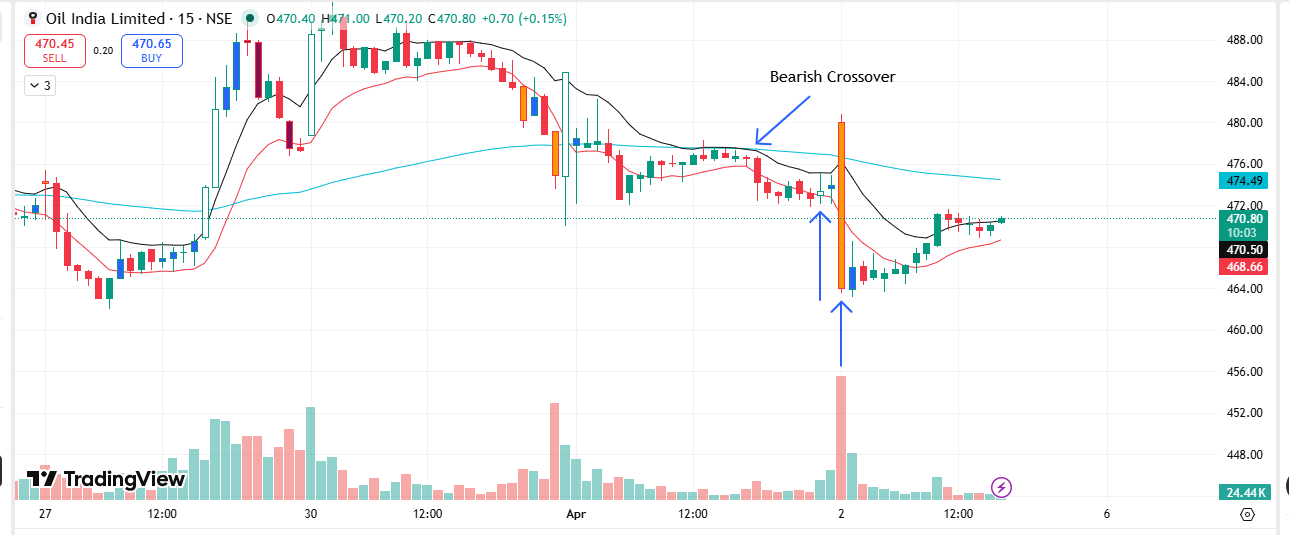 Oil India Limited · 15 · NSE O470.40 H471.00 L470.20 C470.80 +0.70 (+0.15%)
470.45
SELL
0.20
470.65
BUY
3
Bearish Crossover
488.00
484.00
480.00
476.00
474.49
472.00
470.80
10:03
470.50
468.66
464.00
460.00
456.00
452.00
448.00
24.44K
TradingView
27 12:00 30 12:00 Apr 12:00 2 12:00 6